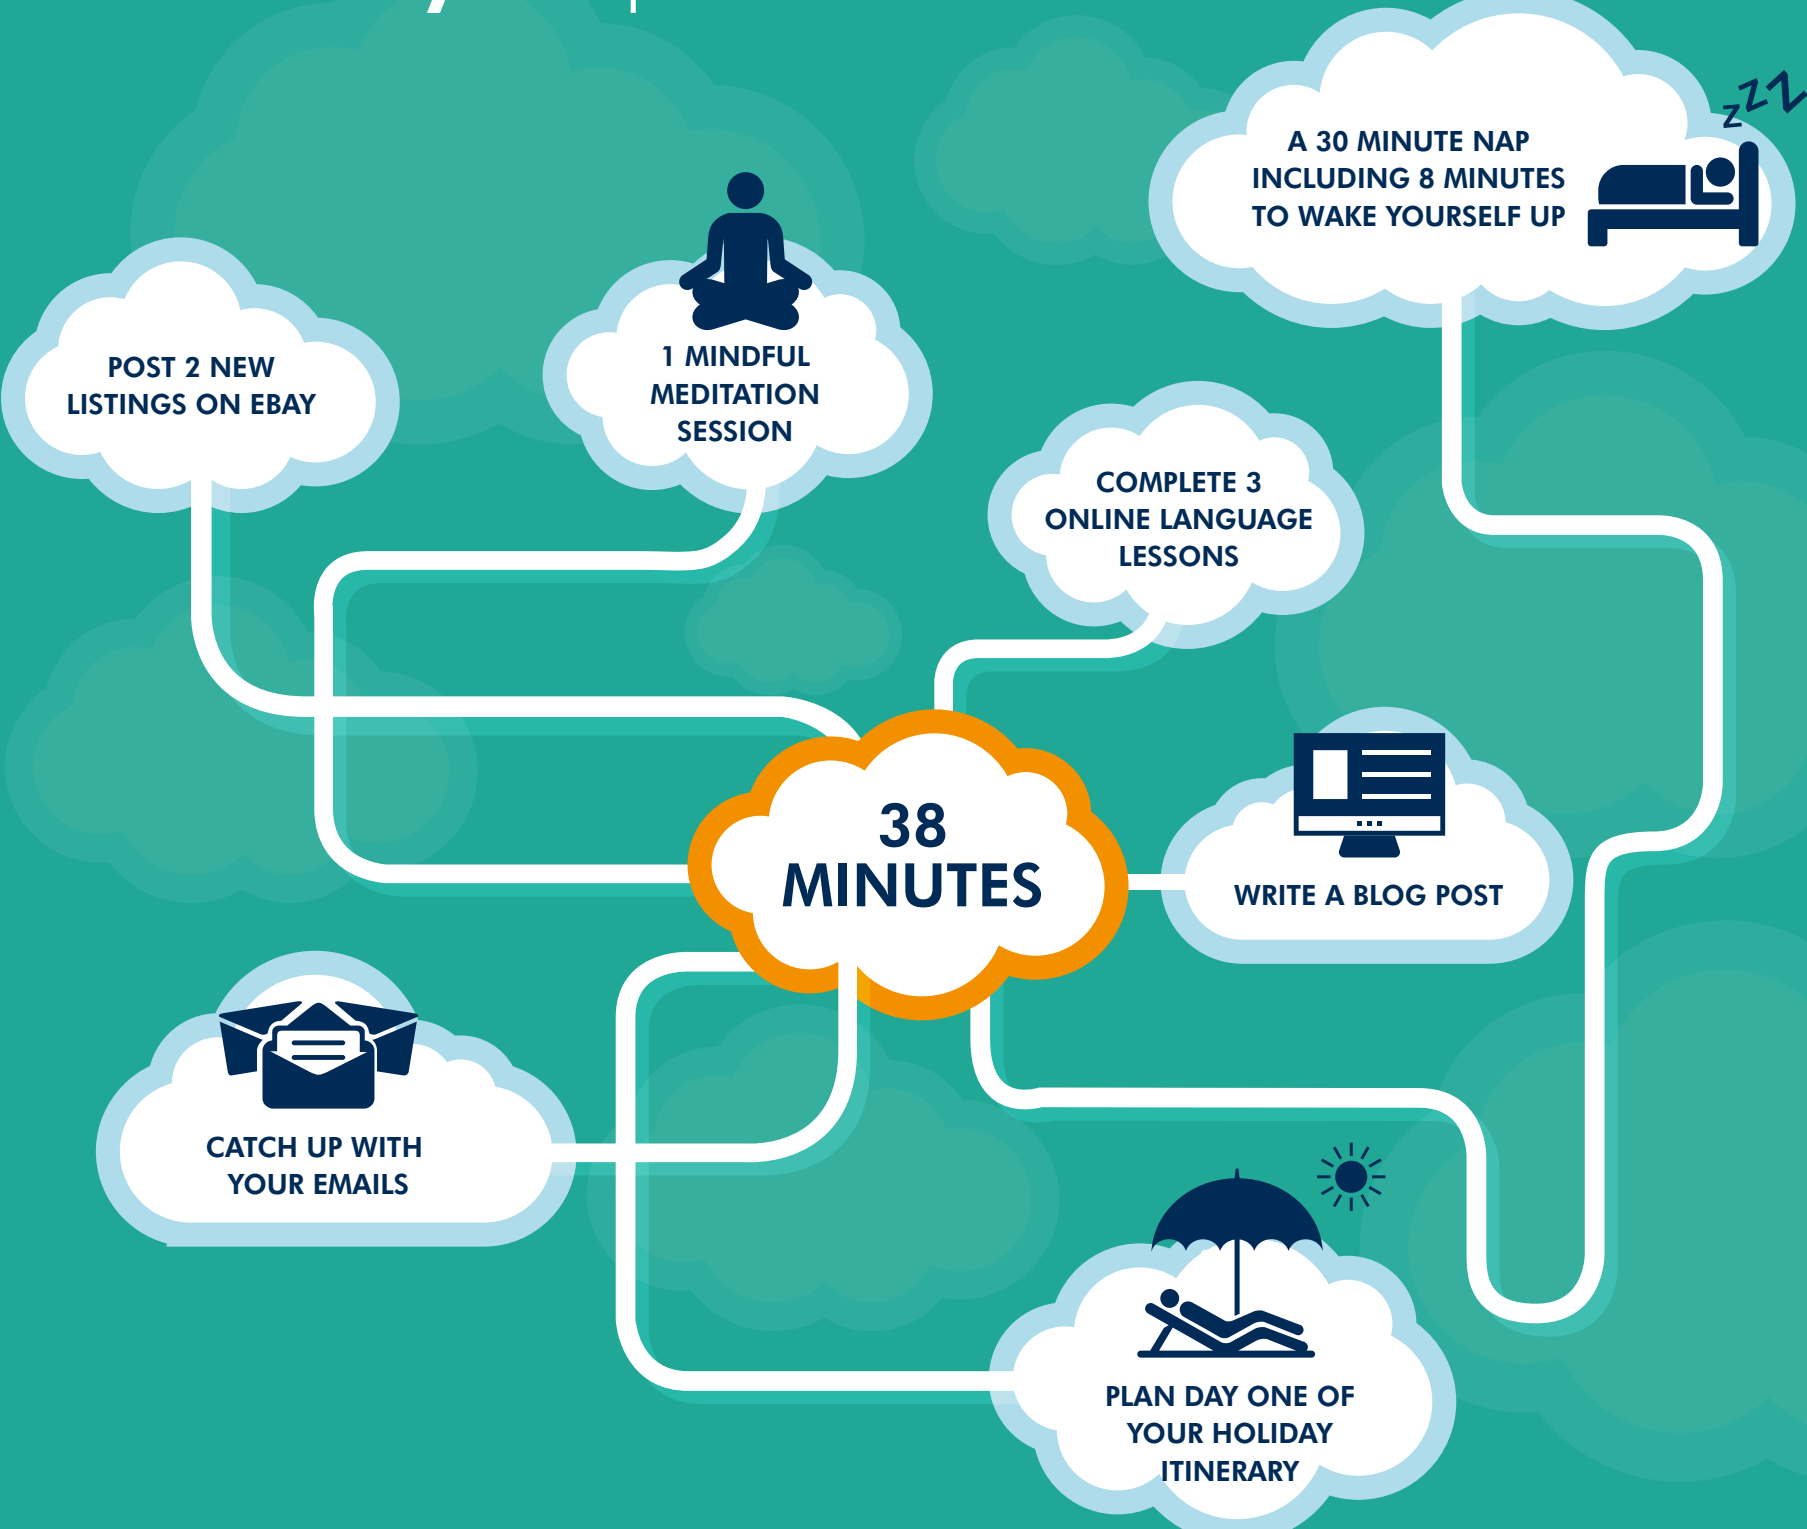 A 30 MINUTE NAP
INCLUDING 8 MINUTES
TO WAKE YOURSELF UP
zZZ
POST 2 NEW
LISTINGS ON EBAY
1 MINDFUL
MEDITATION
SESSION
COMPLETE 3
ONLINE LANGUAGE
LESSONS
38
MINUTES
WRITE A BLOG POST
CATCH UP WITH
YOUR EMAILS
PLAN DAY ONE OF
YOUR HOLIDAY
ITINERARY